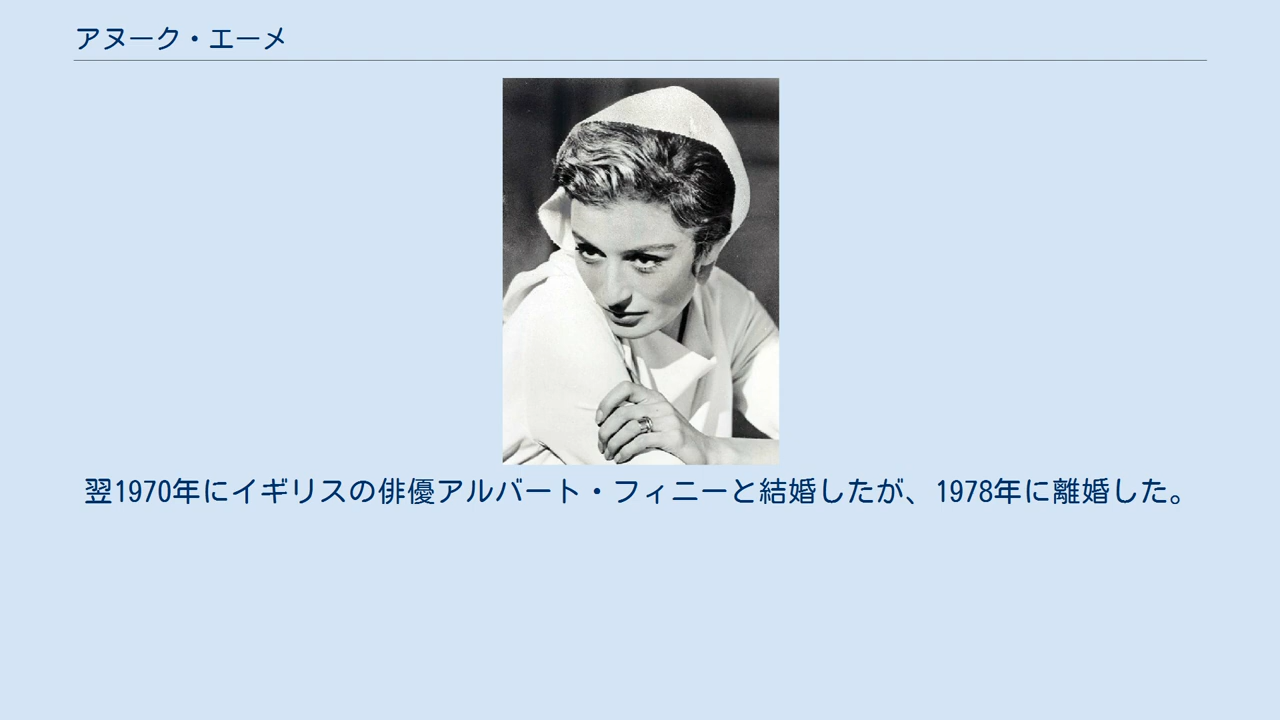 アヌーク・エーメ
翌1970年にイギリスの俳優アルバート・フィニーと結婚したが、1978年に離婚した。